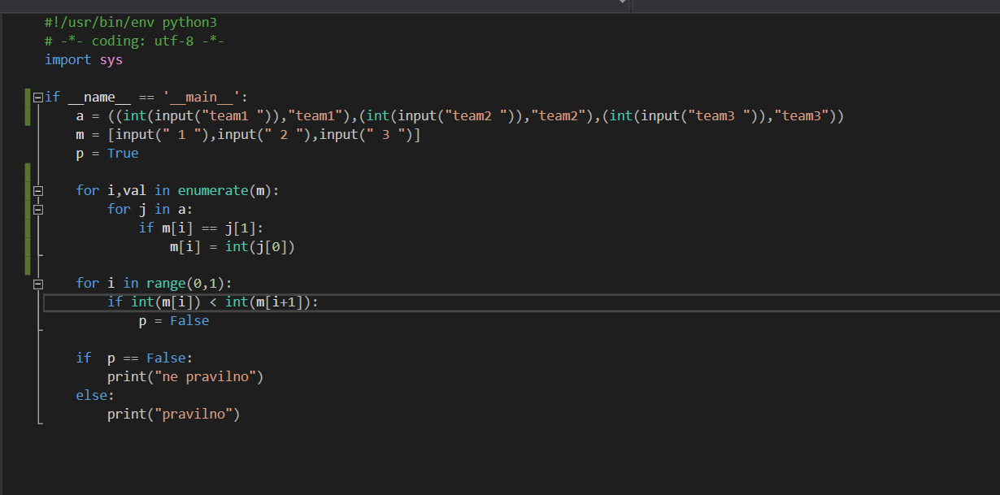 #!/usr/bin/env python3
# -*- coding: utf-8 -*-
import sys
if __name__ == '__main__':
    a = ((int(input("team1 ")),"team1"),(int(input("team2 ")),"team2"),(int(input("team3 ")),"team3"))
    m = [input(" 1 "),input(" 2 "),input(" 3 ")]
    p = True
    for i,val in enumerate(m):
        for j in a:
            if m[i] == j[1]:
                m[i] = int(j[0])
    for i in range(0,1):
        if int(m[i]) < int(m[i+1]):
            p = False
    if  p == False:
        print("ne pravilno")
    else:
        print("pravilno")